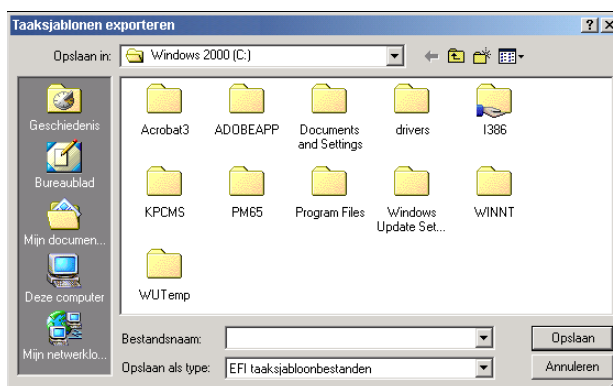 Taaksjablonen exporteren
Opslaan in: Windows 2000 (C:)
Geschiedenis
Bureaublad
Mijn documen...
Deze computer
Mijn netwerklo...
Acrobat3 ADOBEAPP Documents and Settings drivers I386
KPCMS PM65 Program Files Windows Update Set... WINNT
WUTemp
Bestandsnaam: Opslaan
Opslaan als type: EFI taaksjabloonbestanden Annuleren